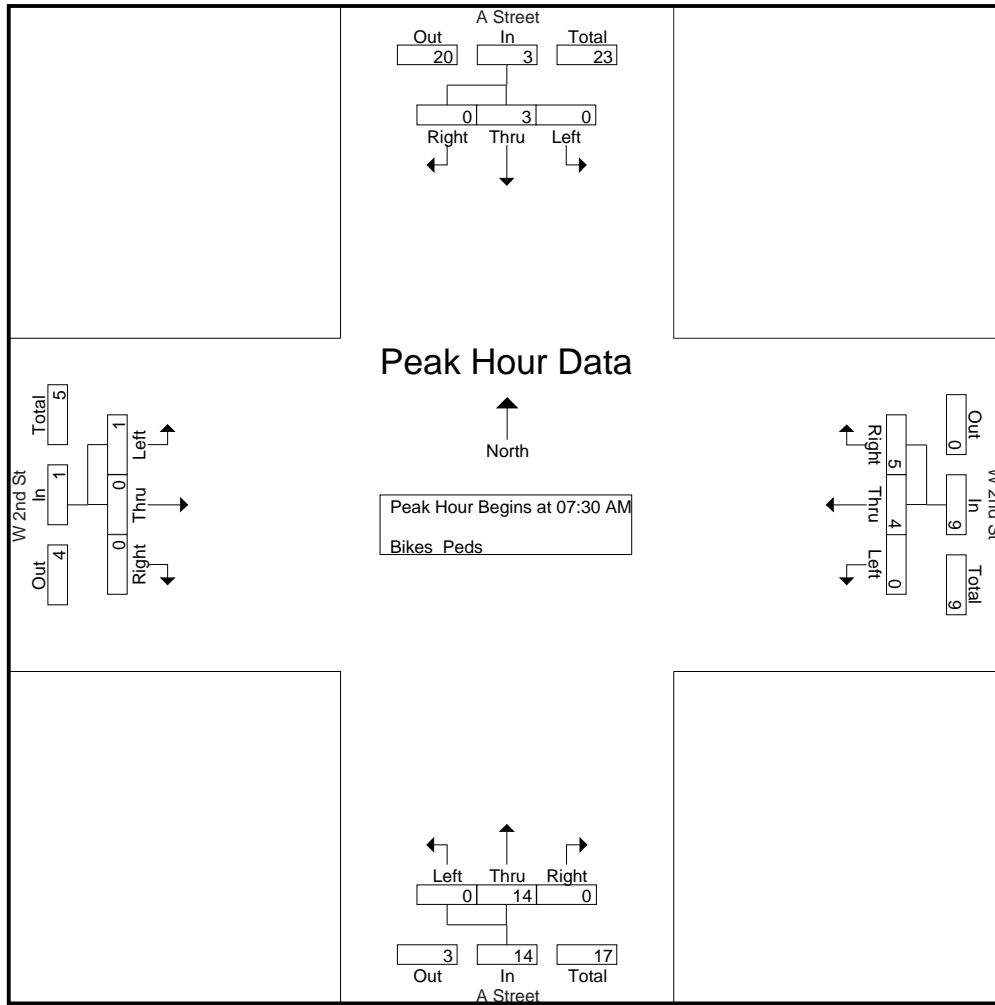 A Street
Out In Total
20 3 23
0 3 0
Right Thru Left
Peak Hour Data
North
Peak Hour Begins at 07:30 AM
Bikes Peds
W 2nd St
Total In Out
5 1 4
1 0 0
Left Thru Right
W 2nd St
Out In Total
0 9 9
5 4 0
Right Thru Left
Left Thru Right
0 14 0
3 14 17
Out In Total
A Street